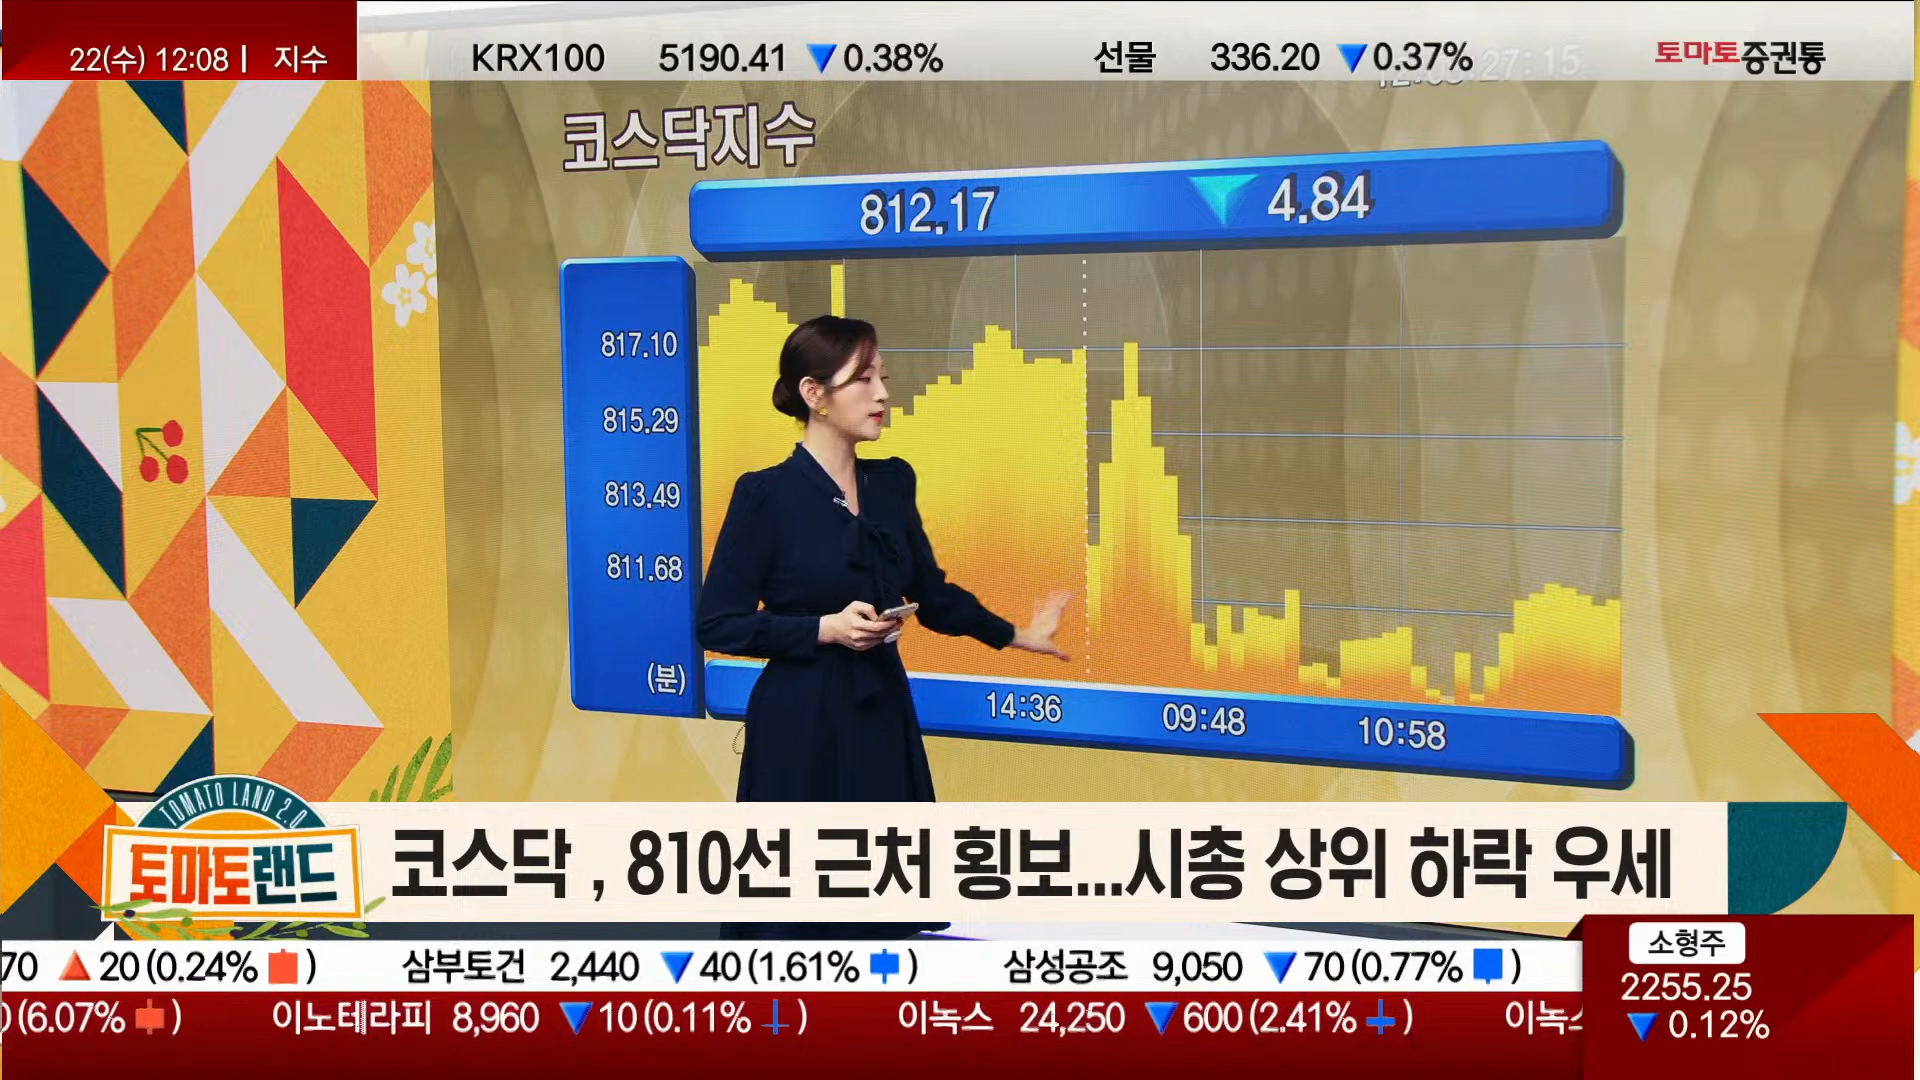 22(수) 12:08 | 지수
KRX100 5190.41 ▼0.38% 선물 336.20 ▼0.37%
토마토증권통
27:15
코스닥지수
812.17 ▼ 4.84
817.10
815.29
813.49
811.68
(분)
14:36 09:48 10:58
TOMATO LAND 2.0
토마토랜드
코스닥 , 810선 근처 횡보...시총 상위 하락 우세
70 ▲20(0.24% ) 삼부토건 2,440 ▼40(1.61% ) 삼성공조 9,050 ▼70(0.77% )
(6.07% ) 이노테라피 8,960 ▼10(0.11% ) 이녹스 24,250 ▼600(2.41% ) 이녹스
소형주
2255.25
▼ 0.12%